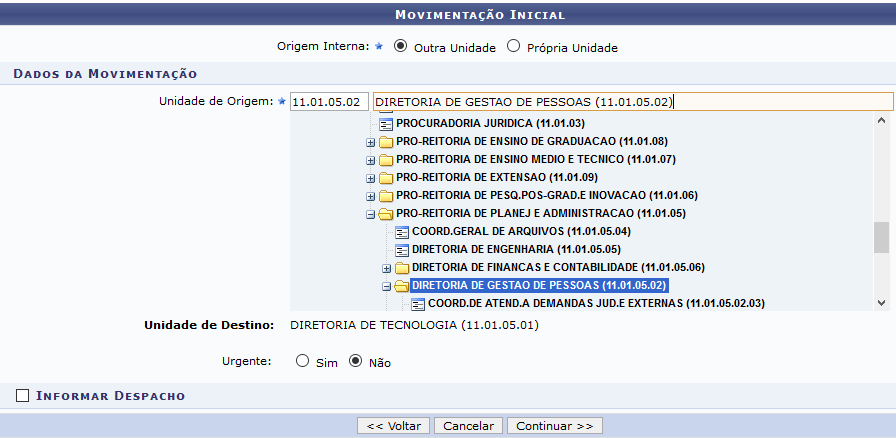 MOVIMENTAÇÃO INICIAL
Origem Interna: Outra Unidade Própria Unidade
DADOS DA MOVIMENTAÇÃO
Unidade de Origem: 11.01.05.02 DIRETORIA DE GESTAO DE PESSOAS (11.01.05.02)
PROCURADORIA JURIDICA (11.01.03)
PRO-REITORIA DE ENSINO DE GRADUACAO (11.01.08)
PRO-REITORIA DE ENSINO MEDIO E TECNICO (11.01.07)
PRO-REITORIA DE EXTENSAO (11.01.09)
PRO-REITORIA DE PESQ.POS-GRAD.E INOVACAO (11.01.06)
PRO-REITORIA DE PLANEJ E ADMINISTRACAO (11.01.05)
COORD.GERAL DE ARQUIVOS (11.01.05.04)
DIRETORIA DE ENGENHARIA (11.01.05.05)
DIRETORIA DE FINANCAS E CONTABILIDADE (11.01.05.06)
DIRETORIA DE GESTAO DE PESSOAS (11.01.05.02)
COORD.DE ATEND.A DEMANDAS JUD.E EXTERNAS (11.01.05.02.03)
Unidade de Destino: DIRETORIA DE TECNOLOGIA (11.01.05.01)
Urgente: Sim Não
INFORMAR DESPACHO
<< Voltar Cancelar Continuar >>